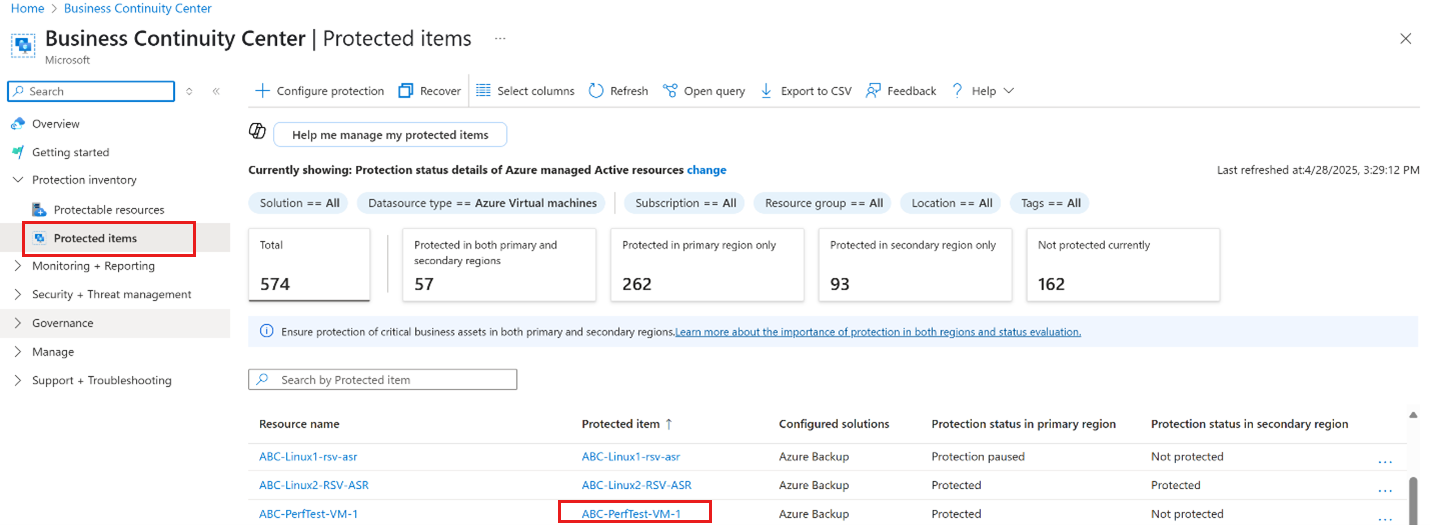 Home > Business Continuity Center
Business Continuity Center | Protected items ...
Microsoft
Search
Overview
Getting started
Protection inventory
Protectable resources
Protected items
Monitoring + Reporting
Security + Threat management
Governance
Manage
Support + Troubleshooting
Configure protection Recover Select columns Refresh Open query Export to CSV Feedback Help
Help me manage my protected items
Currently showing: Protection status details of Azure managed Active resources change Last refreshed at:4/28/2025, 3:29:12 PM
Solution == All Datasource type == Azure Virtual machines Subscription == All Resource group == All Location == All Tags == All
Total
574
Protected in both primary and
secondary regions
57
Protected in primary region only
262
Protected in secondary region only
93
Not protected currently
162
Ensure protection of critical business assets in both primary and secondary regions.Learn more about the importance of protection in both regions and status evaluation.
Search by Protected item
Resource name Protected item ↑ Configured solutions Protection status in primary region Protection status in secondary region
ABC-Linux1-rsv-asr ABC-Linux1-rsv-asr Azure Backup Protection paused Not protected ...
ABC-Linux2-RSV-ASR ABC-Linux2-RSV-ASR Azure Backup Protected Protected ...
ABC-PerfTest-VM-1 ABC-PerfTest-VM-1 Azure Backup Protected Not protected ...